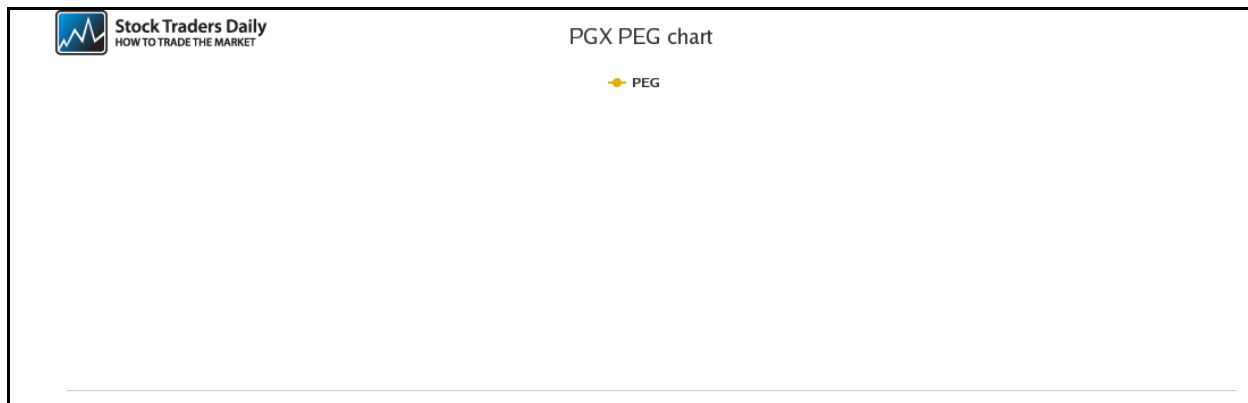 Stock Traders Daily
HOW TO TRADE THE MARKET
PGX PEG chart
PEG